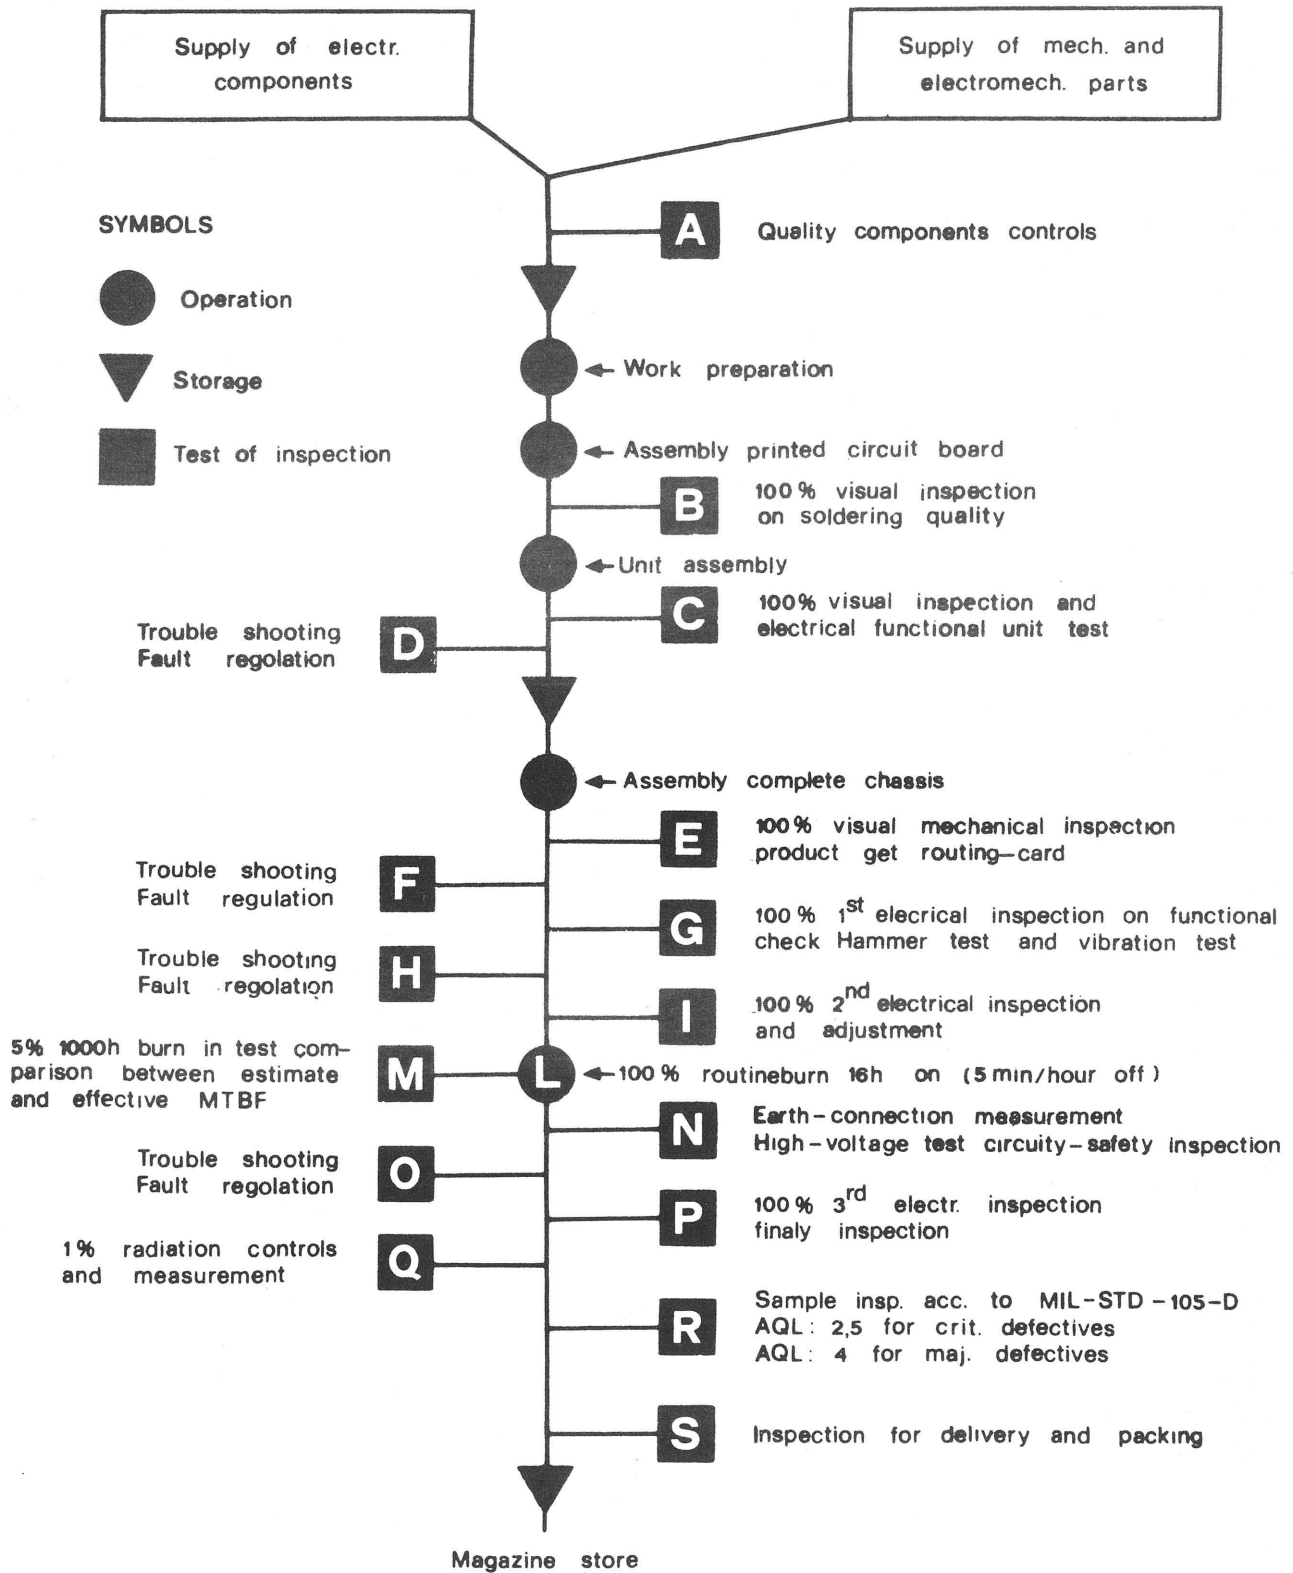 Supply of electr.
components
Supply of mech. and
electromech. parts
SYMBOLS
Operation
Storage
Test of inspection
A
Quality components controls
Work preparation
Assembly printed circuit board
B
100% visual inspection
on soldering quality
Unit assembly
C
100% visual inspection and
electrical functional unit test
Trouble shooting
Fault regolation
D
Assembly complete chassis
E
100% visual mechanical inspection
product get routing-card
Trouble shooting
Fault regulation
F
G
100% 1st elecrical inspection on functional
check Hammer test and vibration test
Trouble shooting
Fault regolation
H
I
100% 2nd electrical inspection
and adjustment
5% 1000h burn in test com-
parison between estimate
and effective MTBF
M
L
100% routineburn 16h on (5min/hour off)
N
Earth-connection measurement
High-voltage test circuity-safety inspection
Trouble shooting
Fault regolation
O
P
100% 3rd electr. inspection
finaly inspection
1% radiation controls
and measurement
Q
R
Sample insp. acc. to MIL-STD-105-D
AQL: 2,5 for crit. defectives
AQL: 4 for maj. defectives
S
Inspection for delivery and packing
Magazine store